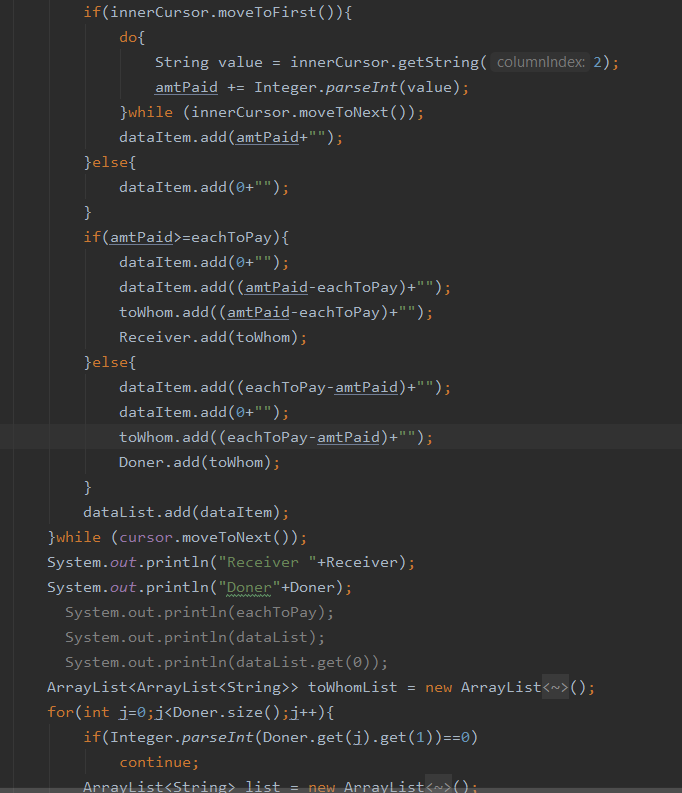 if(innerCursor.moveToFirst()){
do{
String value = innerCursor.getString( columnIndex: 2);
amtPaid += Integer.parseInt(value);
}while (innerCursor.moveToNext());
dataItem.add(amtPaid+"");
}else{
dataItem.add(0+"");
}
if(amtPaid>=eachToPay){
dataItem.add(0+"");
dataItem.add((amtPaid-eachToPay)+"");
toWhom.add((amtPaid-eachToPay)+"");
Receiver.add(toWhom);
}else{
dataItem.add((eachToPay-amtPaid)+"");
dataItem.add(0+"");
toWhom.add((eachToPay-amtPaid)+"");
Doner.add(toWhom);
}
dataList.add(dataItem);
}while (cursor.moveToNext());
System.out.println("Receiver "+Receiver);
System.out.println("Doner"+Doner);
System.out.println(eachToPay);
System.out.println(dataList);
System.out.println(dataList.get(0));
ArrayList<ArrayList<String>> toWhomList = new ArrayList<~>();
for(int j=0;j<Doner.size();j++){
if(Integer.parseInt(Doner.get(j).get(1))==0)
continue;
ArrayList<String> list = new ArrayList<~>();